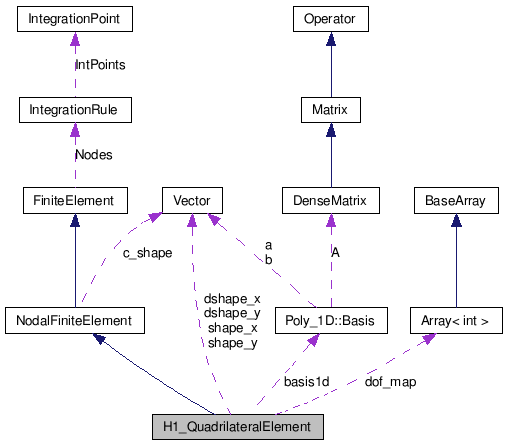 IntegrationPoint
Operator
IntPoints
IntegrationRule
Matrix
Nodes
FiniteElement
Vector
DenseMatrix
BaseArray
c_shape
a
b
A
dshape_x
dshape_y
shape_x
shape_y
NodalFiniteElement
Poly_1D::Basis
Array< int >
basis1d
dof_map
H1_QuadrilateralElement